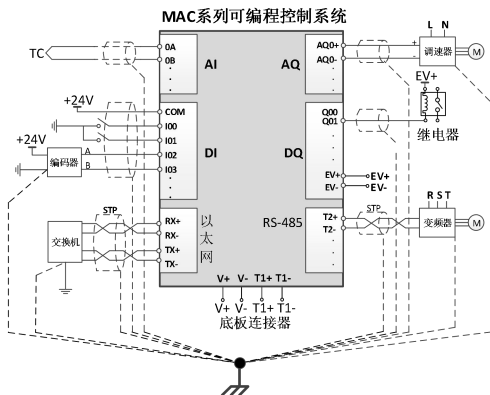 MAC系列可编程控制系统
TC
0A
0B
AI
AQ
AQ0+
AQ0-
+
-
L N
调速器
M
EV+
继电器
+24V
COM
I00
I01
I02
I03
DI
DQ
Q00
Q01
EV+
EV-
EV+
EV-
+24V
编码器
A
B
STP
交换机
RX+
RX-
TX+
TX-
以太网
RS-485
T2+
T2-
STP
R S T
变频器
M
V+ V- T1+ T1-
V+ V- T1+ T1-
底板连接器